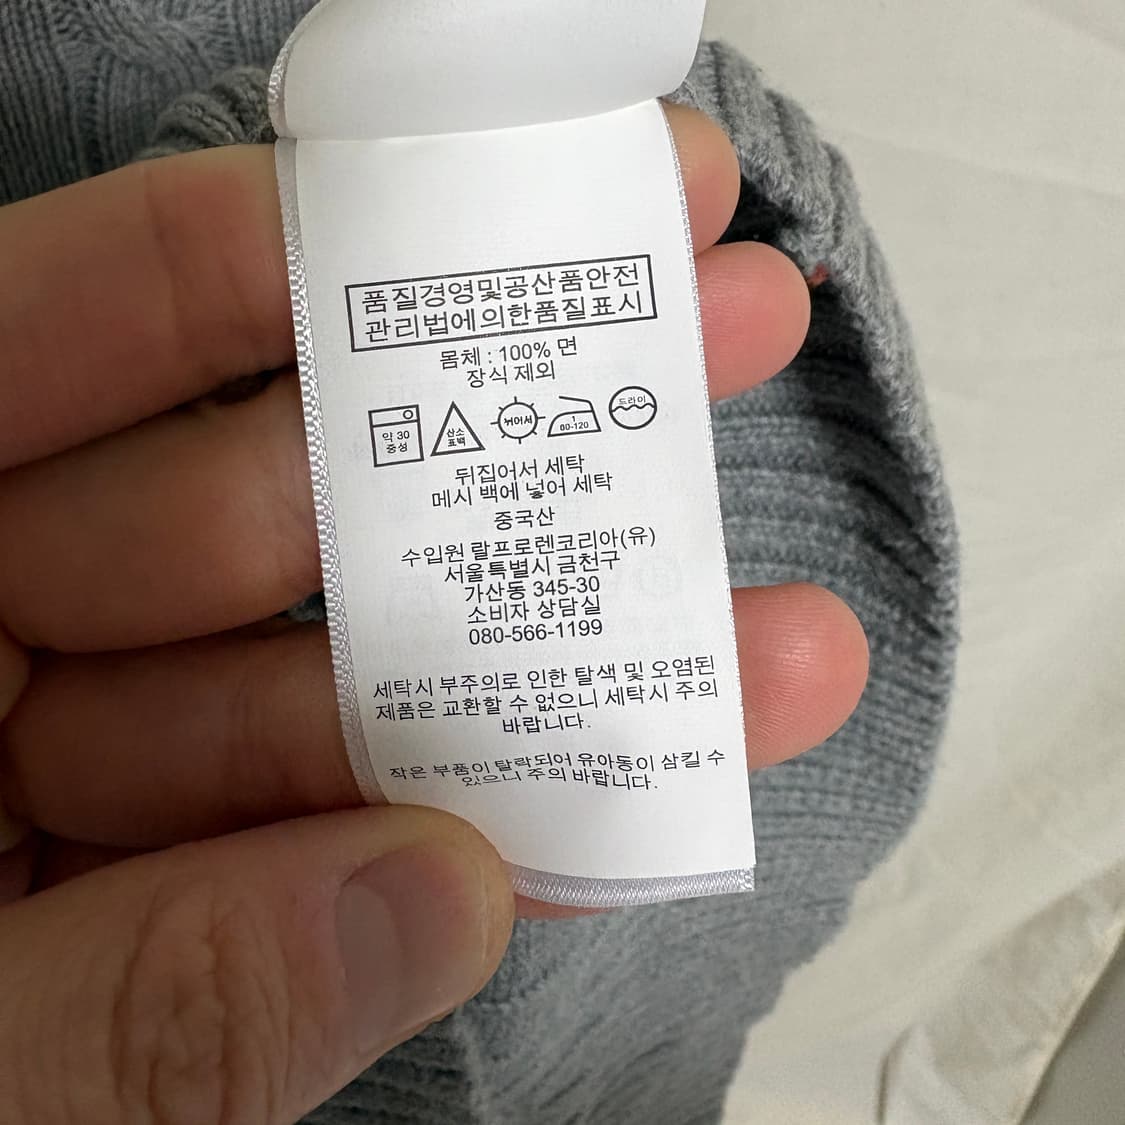 품질경영및공산품안전
관리법에의한품질표시
몸체 : 100% 면
장식 제외
약 30
중성
산소
표백
뉘어서
1
80-120
드라이
뒤집어서 세탁
메시 백에 넣어 세탁
중국산
수입원 랄프로렌코리아(유)
서울특별시 금천구
가산동 345-30
소비자 상담실
080-566-1199
세탁시 부주의로 인한 탈색 및 오염된
제품은 교환할 수 없으니 세탁시 주의
바랍니다.
작은 부품이 탈락되어 유아동이 삼킬 수
있으니 주의 바랍니다.